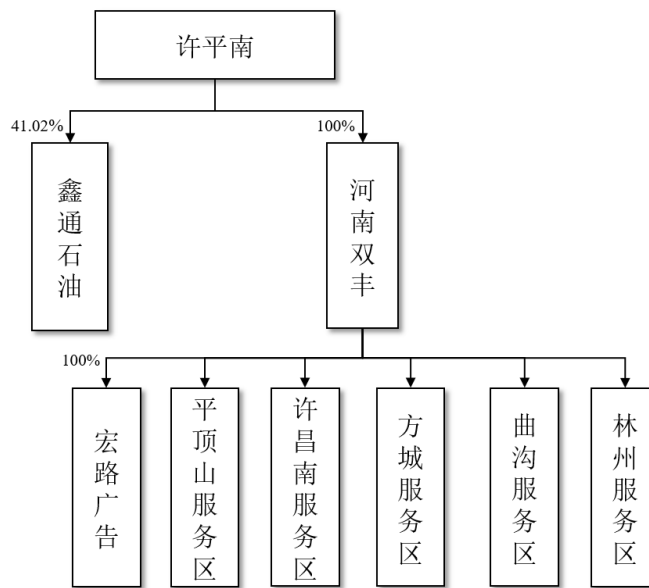 许平南
41.02%
100%
鑫通石油
河南双丰
100%
宏路广告
平顶山服务区
许昌南服务区
方城服务区
曲沟服务区
林州服务区